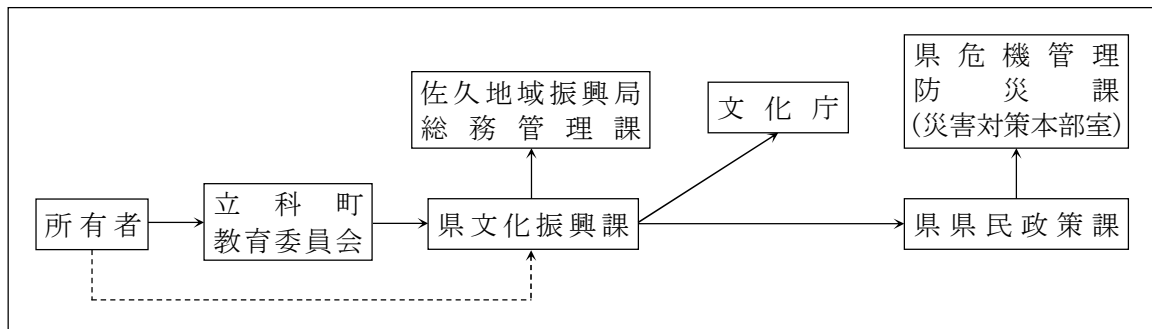 所有者
立科町
教育委員会
県文化振興課
佐久地域振興局
総務管理課
文化庁
県危機管理
防災課
(災害対策本部室)
県県民政策課